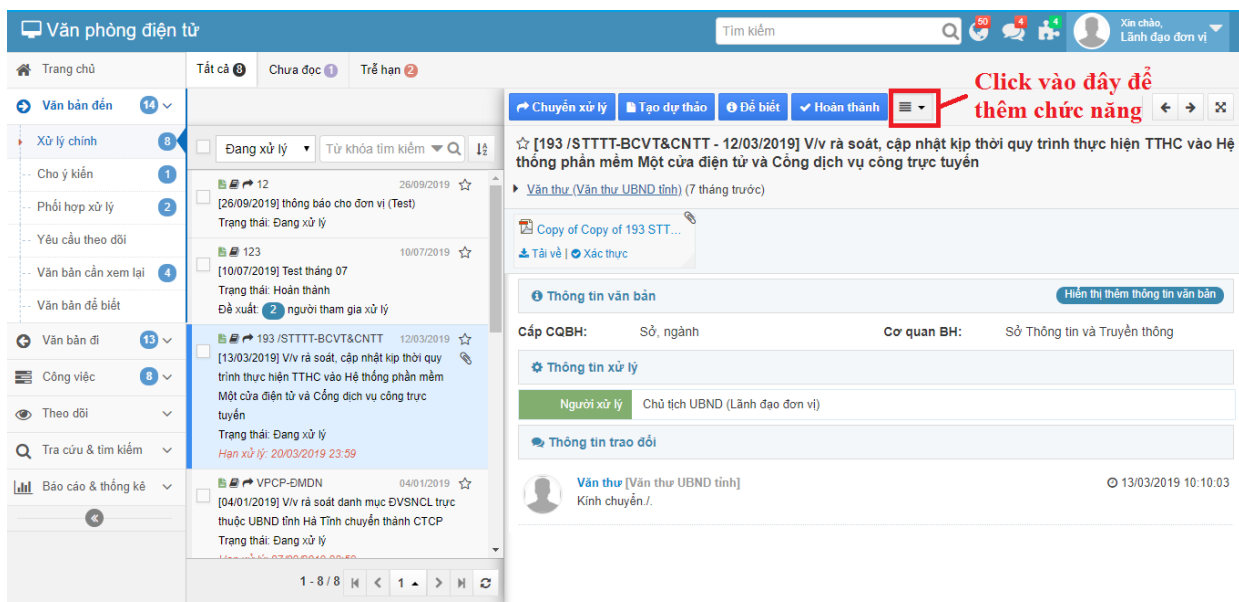 Văn phòng điện tử
Tìm kiếm
50
4
4
Xin chào,
Lãnh đạo đơn vị
Trang chủ
Văn bản đến 14
Xử lý chính 8
Cho ý kiến 1
Phối hợp xử lý 2
Yêu cầu theo dõi
Văn bản cần xem lại 4
Văn bản để biết
Văn bản đi 13
Công việc 8
Theo dõi
Tra cứu & tìm kiếm
Báo cáo & thống kê
Tất cả 8 Chưa đọc 1 Trễ hạn 2
Đang xử lý Từ khóa tìm kiếm
12 26/09/2019
[26/09/2019] thông báo cho đơn vị (Test)
Trạng thái: Đang xử lý
123 10/07/2019
[10/07/2019] Test tháng 07
Trạng thái: Hoàn thành
Đề xuất: 2 người tham gia xử lý
193 /STTTT-BCVT&CNTT 12/03/2019
[13/03/2019] V/v rà soát, cập nhật kịp thời quy
trình thực hiện TTHC vào Hệ thống phần mềm
Một cửa điện tử và Cổng dịch vụ công trực
tuyến
Trạng thái: Đang xử lý
Hạn xử lý: 20/03/2019 23:59
VPCP-ĐMDN 04/01/2019
[04/01/2019] V/v rà soát danh mục ĐVSNCL trực
thuộc UBND tỉnh Hà Tĩnh chuyển thành CTCP
Trạng thái: Đang xử lý
1 - 8 / 8 1
Click vào đây để
thêm chức năng
Chuyển xử lý Tạo dự thảo Để biết Hoàn thành
[193 /STTTT-BCVT&CNTT - 12/03/2019] V/v rà soát, cập nhật kịp thời quy trình thực hiện TTHC vào Hệ
thống phần mềm Một cửa điện tử và Cổng dịch vụ công trực tuyến
Văn thư (Văn thư UBND tỉnh) (7 tháng trước)
Copy of Copy of 193 STT...
Tải về | Xác thực
Thông tin văn bản Hiển thị thêm thông tin văn bản
Cấp CQBH: Sở, ngành Cơ quan BH: Sở Thông tin và Truyền thông
Thông tin xử lý
Người xử lý Chủ tịch UBND (Lãnh đạo đơn vị)
Thông tin trao đổi
Văn thư [Văn thư UBND tỉnh] 13/03/2019 10:10:03
Kính chuyển./.